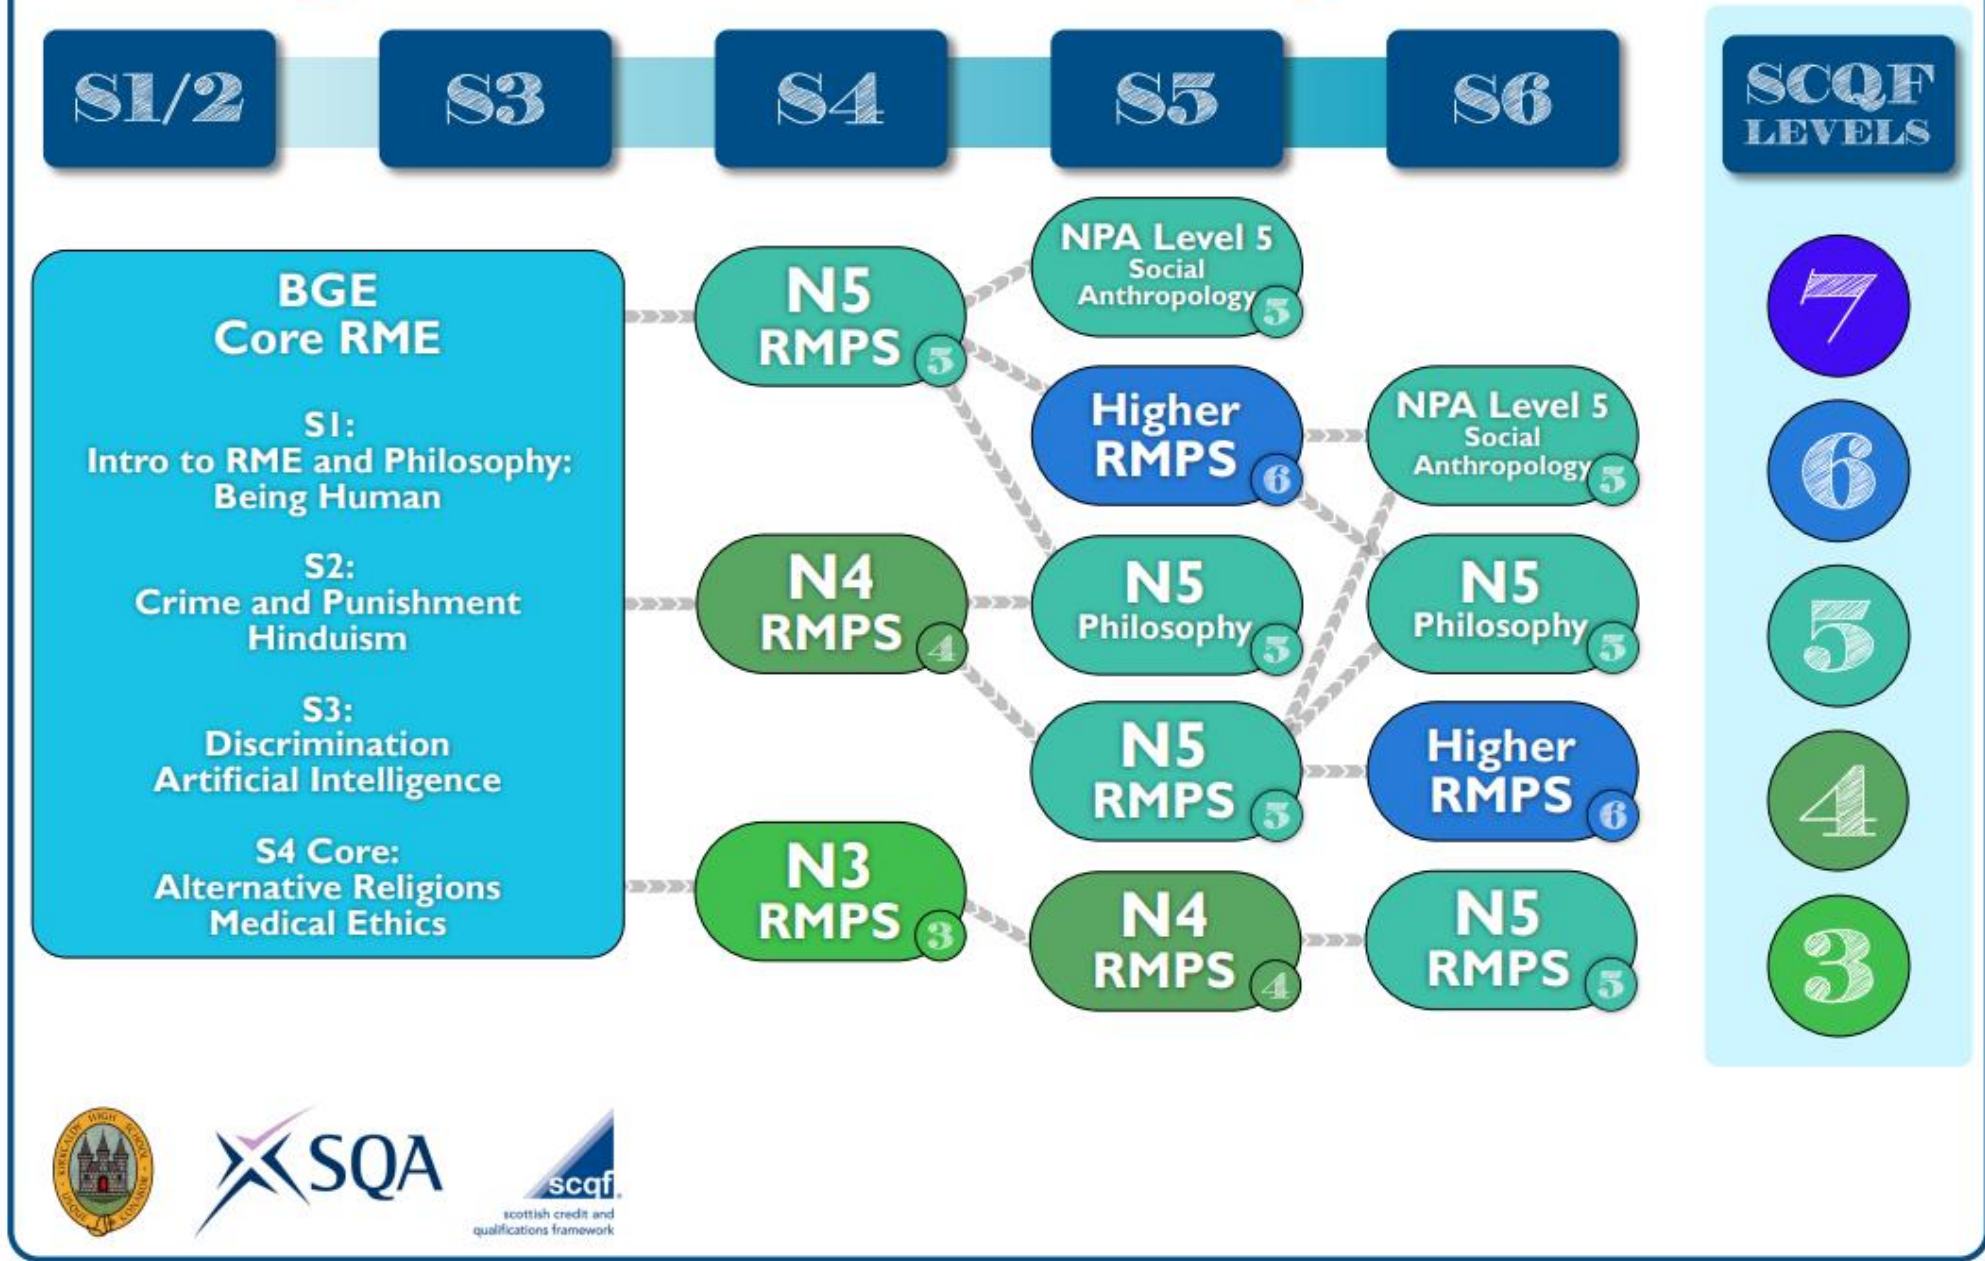 S1/2
S3
S4
S5
S6
SCQF
LEVELS
BGE
Core RME
S1:
Intro to RME and Philosophy:
Being Human
S2:
Crime and Punishment
Hinduism
S3:
Discrimination
Artificial Intelligence
S4 Core:
Alternative Religions
Medical Ethics
N5
RMPS
5
N4
RMPS
4
N3
RMPS
3
NPA Level 5
Social
Anthropology
5
Higher
RMPS
6
N5
Philosophy
5
N5
RMPS
5
N4
RMPS
4
NPA Level 5
Social
Anthropology
5
N5
Philosophy
5
Higher
RMPS
6
N5
RMPS
5
7
6
5
4
3
KIRKCALDY HIGH SCHOOL
SQA
scqf
scottish credit and
qualifications framework